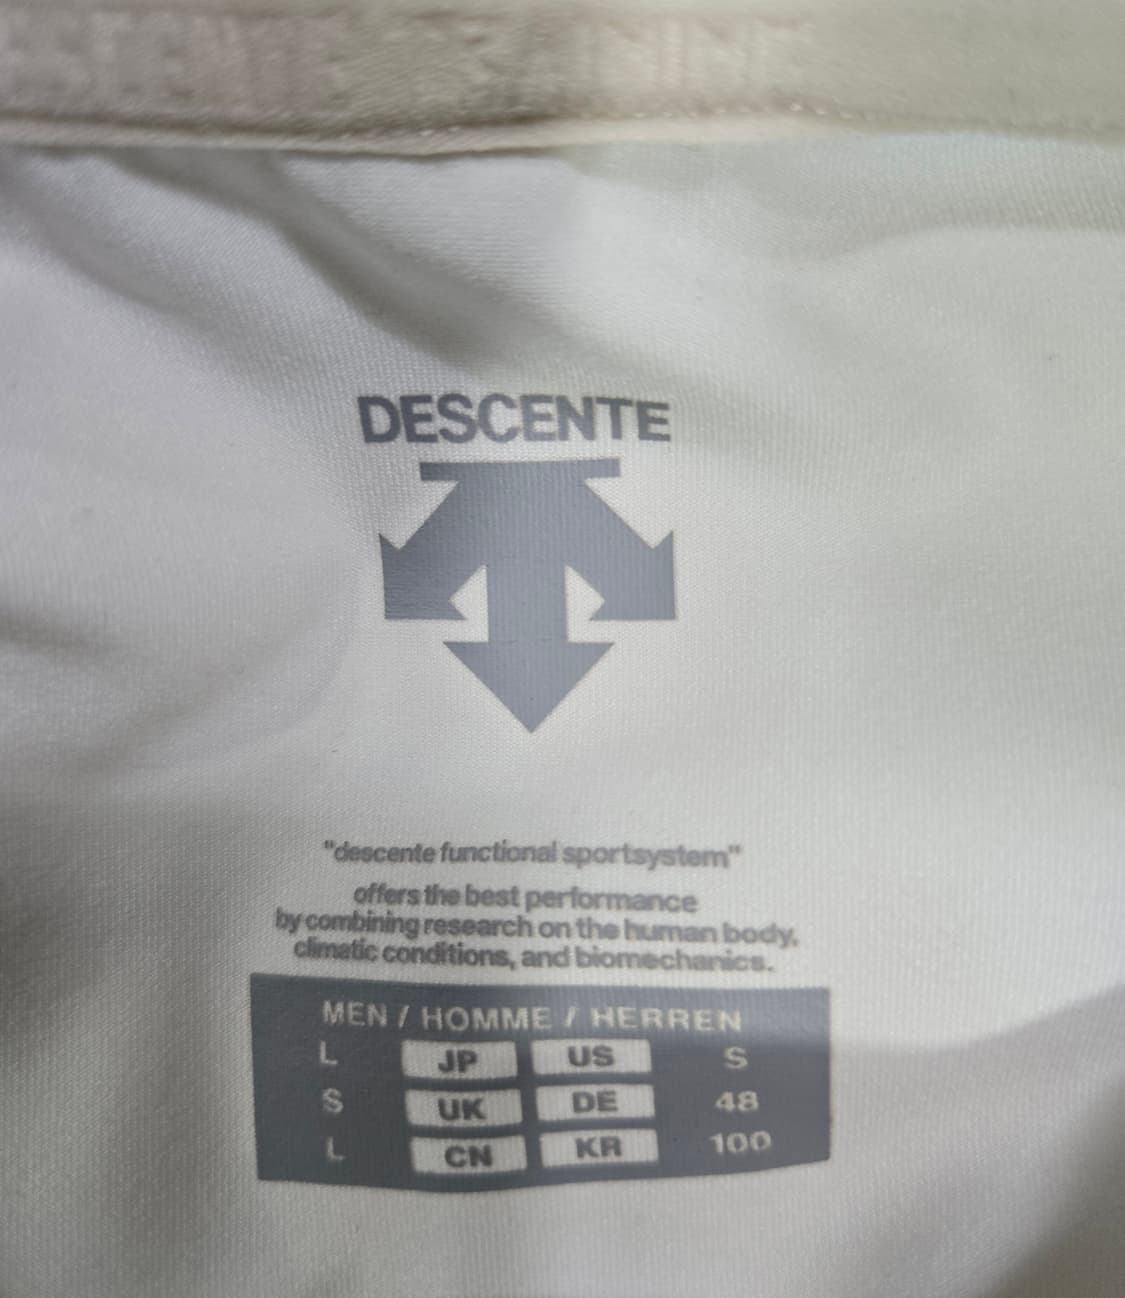 DESCENTE
"descente functional sportsystem"
offers the best performance
by combining research on the human body,
climatic conditions, and biomechanics.
MEN / HOMME / HERREN
L JP US S
S UK DE 48
L CN KR 100